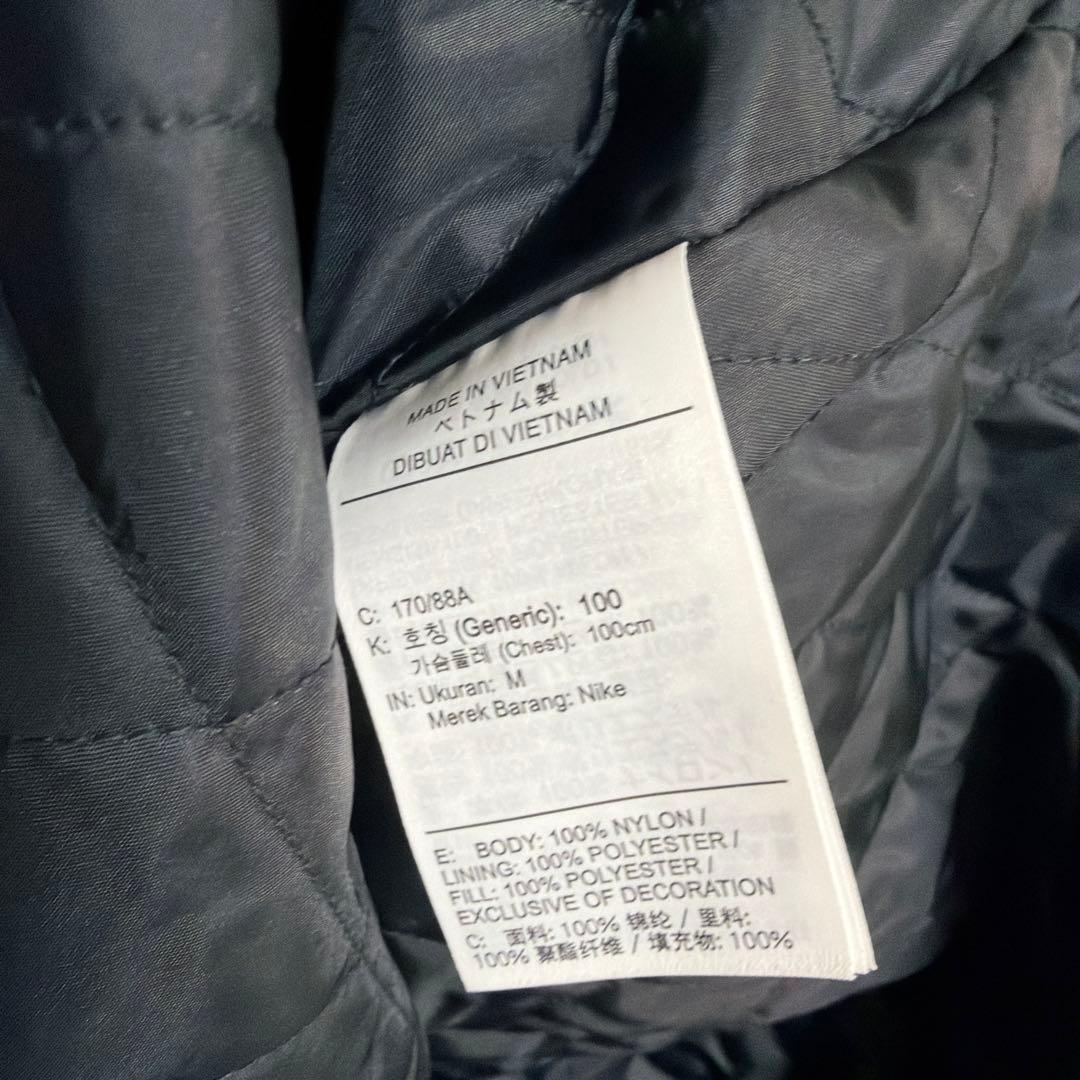 MADE IN VIETNAM
ベトナム製
DIBUAT DI VIETNAM
C: 170/88A
K: 호칭 (Generic): 100
가슴둘레 (Chest): 100cm
IN: Ukuran: M
Merek Barang: Nike
E: BODY: 100% NYLON /
LINING: 100% POLYESTER /
FILL: 100% POLYESTER /
EXCLUSIVE OF DECORATION
C: 面料: 100% 锦纶 / 里料:
100% 聚酯纤维 / 填充物: 100%